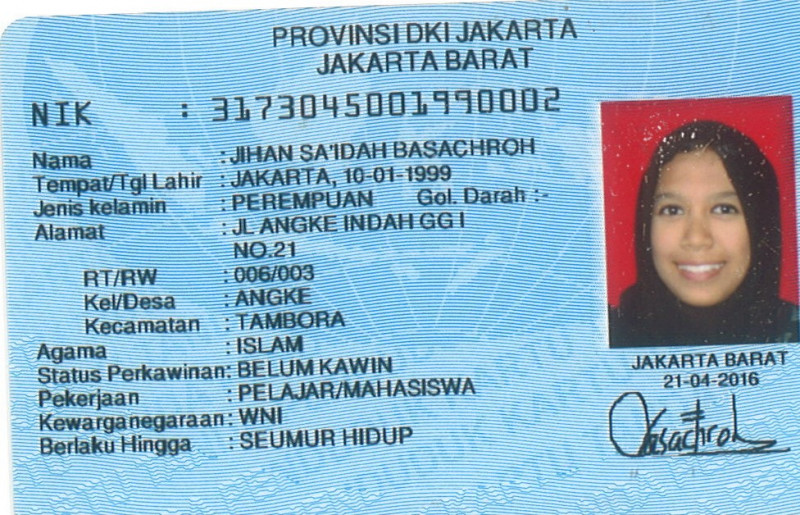 PROVINSI DKI JAKARTA
JAKARTA BARAT
NIK : 3173045001990002
Nama : JIHAN SA'IDAH BASACHROH
Tempat/Tgl Lahir : JAKARTA, 10-01-1999
Jenis kelamin : PEREMPUAN Gol. Darah :-
Alamat : JL ANGKE INDAH GG I
NO.21
RT/RW : 006/003
Kel/Desa : ANGKE
Kecamatan : TAMBORA
Agama : ISLAM
Status Perkawinan: BELUM KAWIN
Pekerjaan : PELAJAR/MAHASISWA
Kewarganegaraan: WNI
Berlaku Hingga : SEUMUR HIDUP
JAKARTA BARAT
21-04-2016
Basachroh